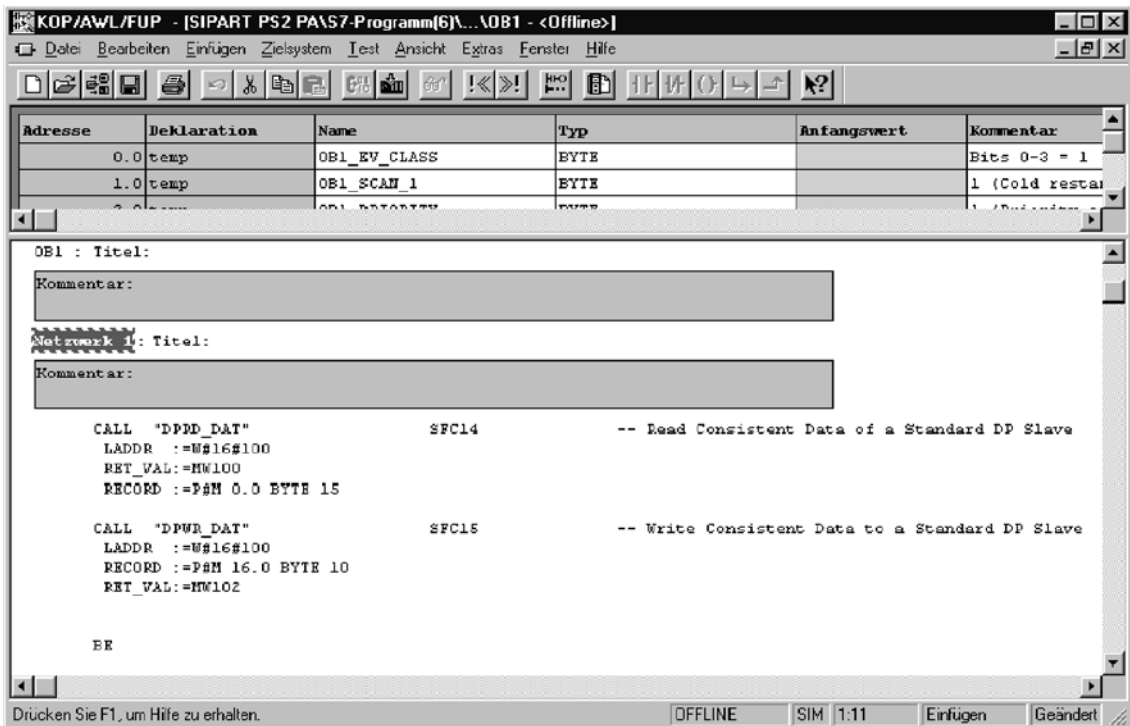 KOP/AWL/FUP - [SIPART PS2 PA\S7-Programm(6)\...\OB1 - <Offline>]
Datei Bearbeiten Einfügen Zielsystem Test Ansicht Extras Fenster Hilfe
Adresse Deklaration Name Typ Anfangswert Kommentar
0.0 temp OB1_EV_CLASS BYTE Bits 0-3 = 1
1.0 temp OB1_SCAN_1 BYTE 1 (Cold restar
OB1 : Titel:
Kommentar:
Netzwerk 1: Titel:
Kommentar:
CALL "DPRD_DAT" SFC14 -- Read Consistent Data of a Standard DP Slave
LADDR :=W#16#100
RET_VAL:=MW100
RECORD :=P#M 0.0 BYTE 15
CALL "DPWR_DAT" SFC15 -- Write Consistent Data to a Standard DP Slave
LADDR :=W#16#100
RECORD :=P#M 16.0 BYTE 10
RET_VAL:=MW102
BE
Drücken Sie F1, um Hilfe zu erhalten. OFFLINE SIM 1:11 Einfügen Geändert